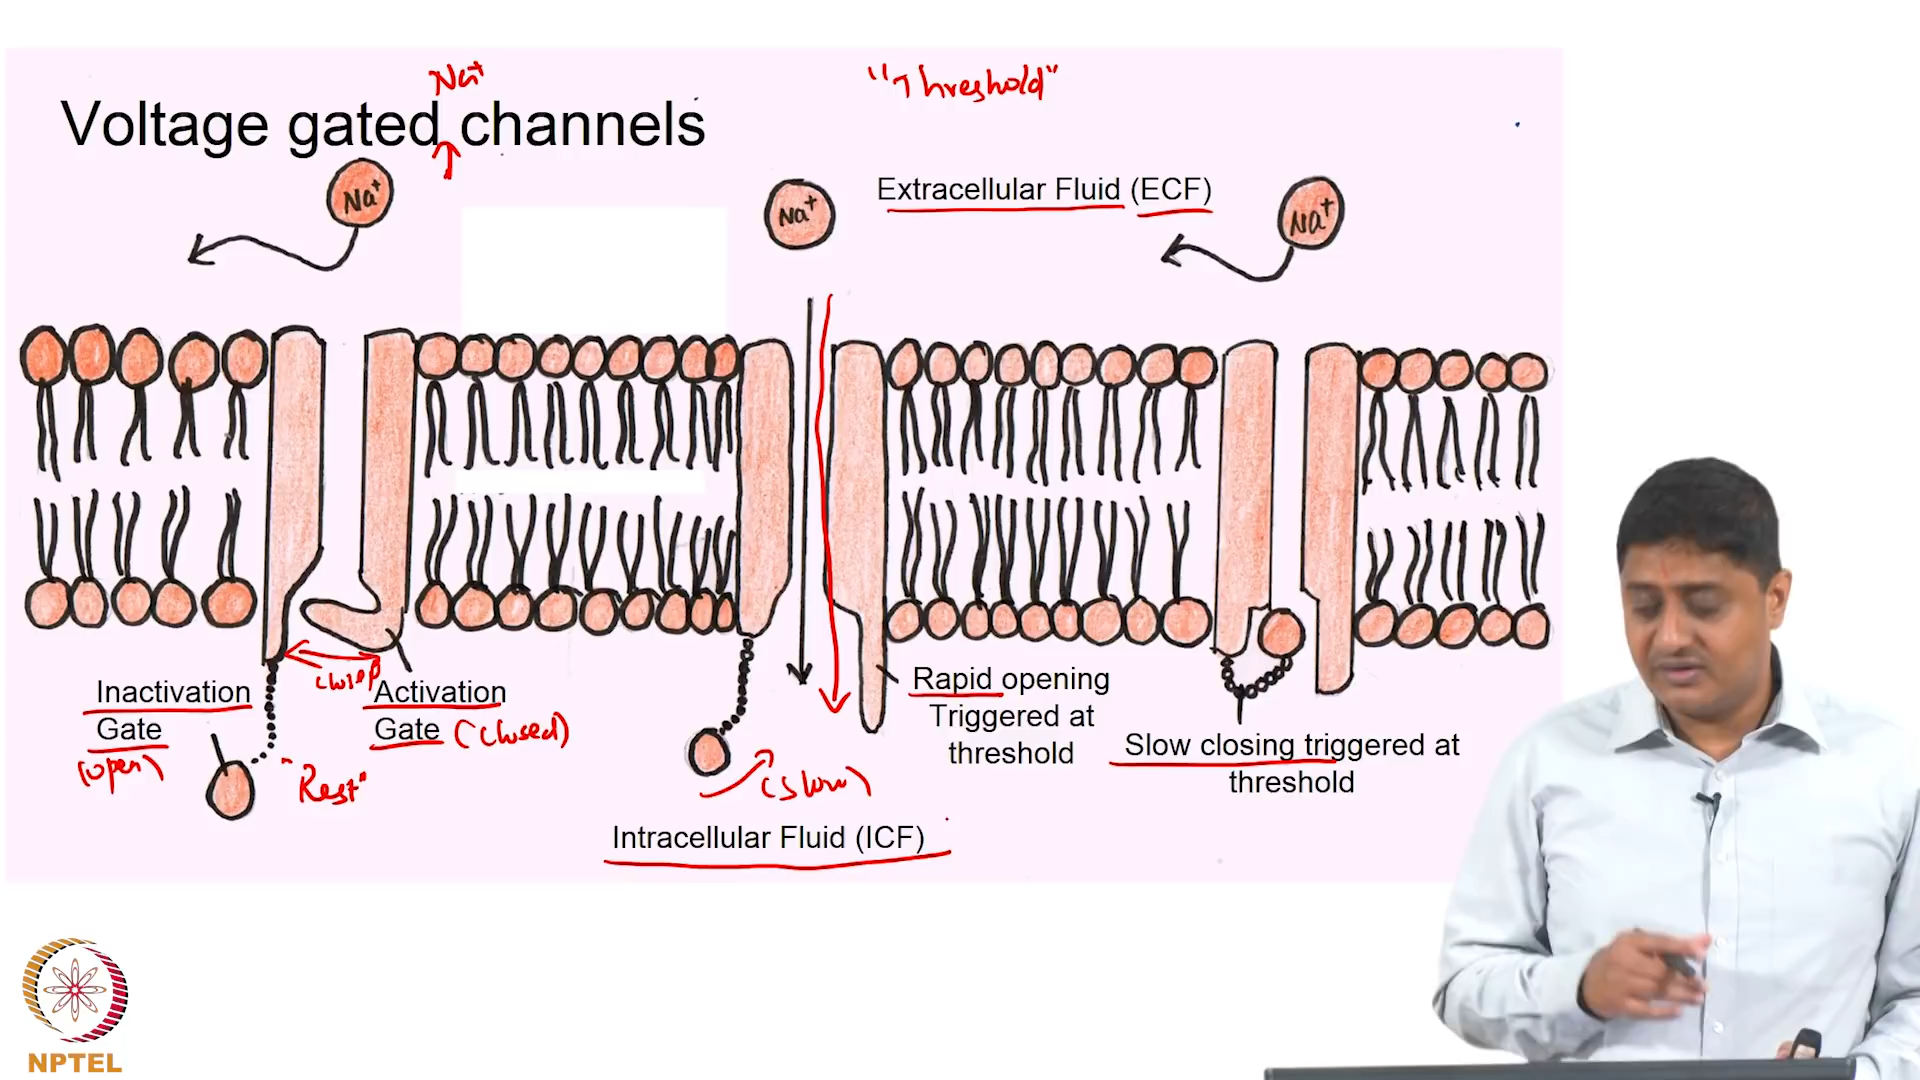 Na⁺
"Threshold"
Voltage gated channels
Na⁺
Na⁺
Extracellular Fluid (ECF)
Na⁺
Inactivation
Gate
(open)
Activation
Gate (closed)
"Rest"
(slow)
Rapid opening
Triggered at
threshold
Slow closing triggered at
threshold
Intracellular Fluid (ICF)
NPTEL